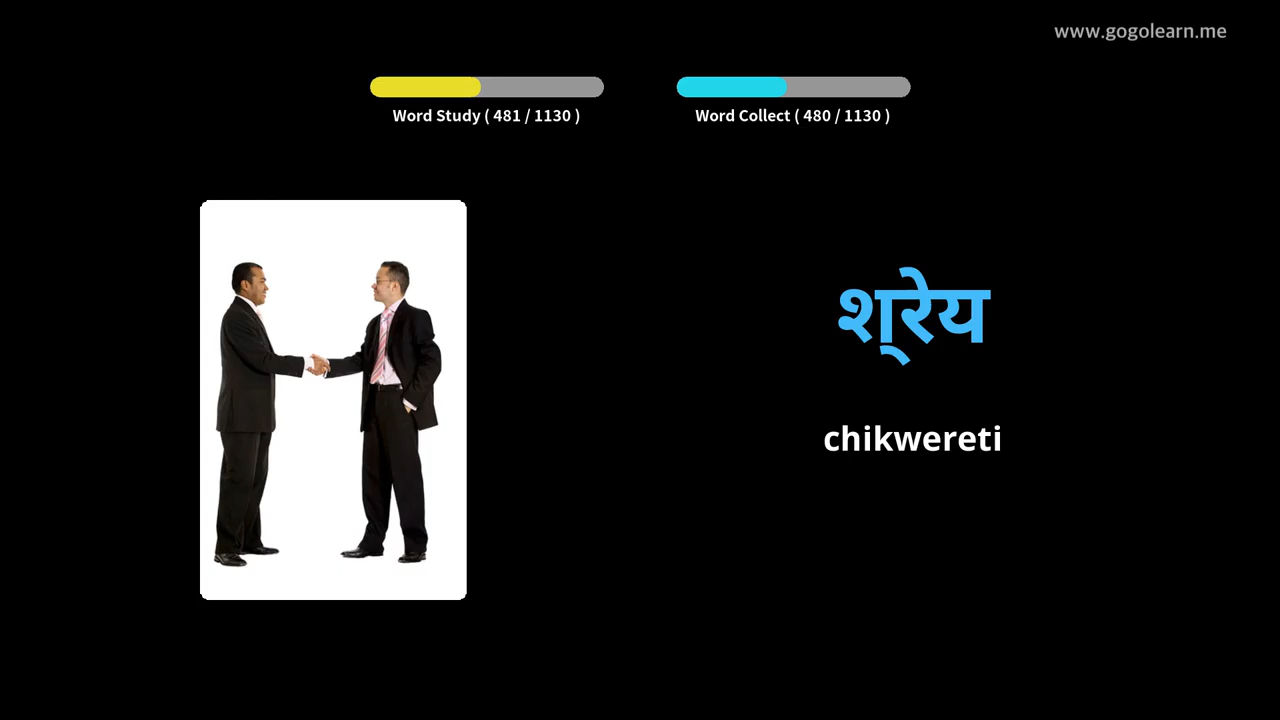 www.gogolearn.me
Word Study ( 481 / 1130 )
Word Collect ( 480 / 1130 )
श्रेय
chikwereti